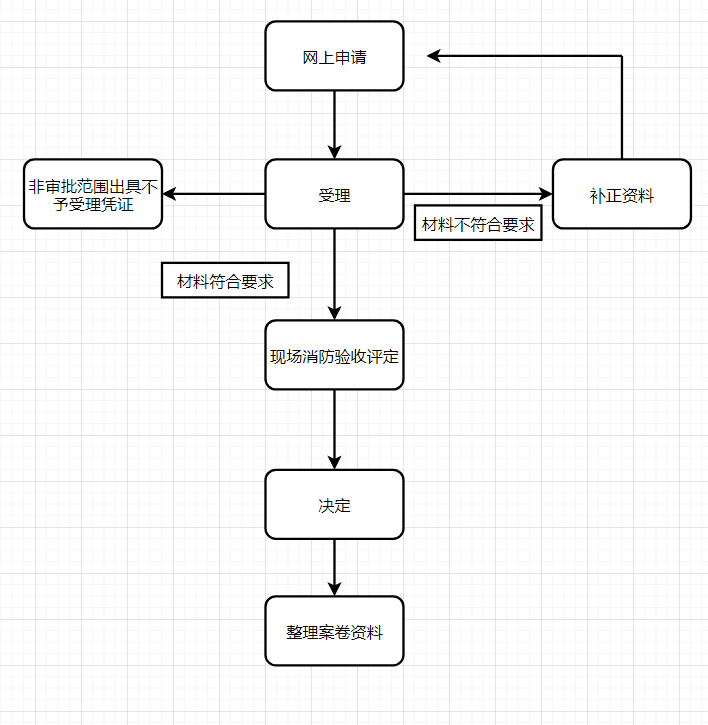 网上申请
非审批范围出具不
予受理凭证
受理
补正资料
材料不符合要求
材料符合要求
现场消防验收评定
决定
整理案卷资料